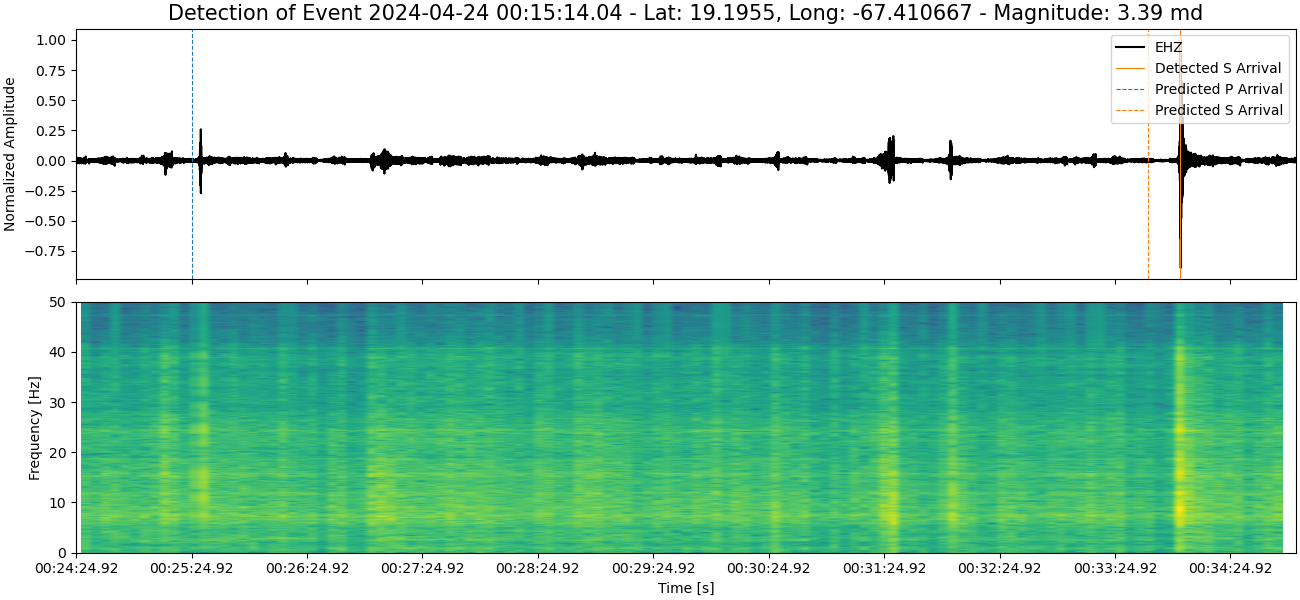 Detection of Event 2024-04-24 00:15:14.04 - Lat: 19.1955, Long: -67.410667 - Magnitude: 3.39 md
Normalized Amplitude
1.00
0.75
0.50
0.25
0.00
−0.25
−0.50
−0.75
EHZ
Detected S Arrival
Predicted P Arrival
Predicted S Arrival
Frequency [Hz]
50
40
30
20
10
0
00:24:24.92 00:25:24.92 00:26:24.92 00:27:24.92 00:28:24.92 00:29:24.92 00:30:24.92 00:31:24.92 00:32:24.92 00:33:24.92 00:34:24.92
Time [s]